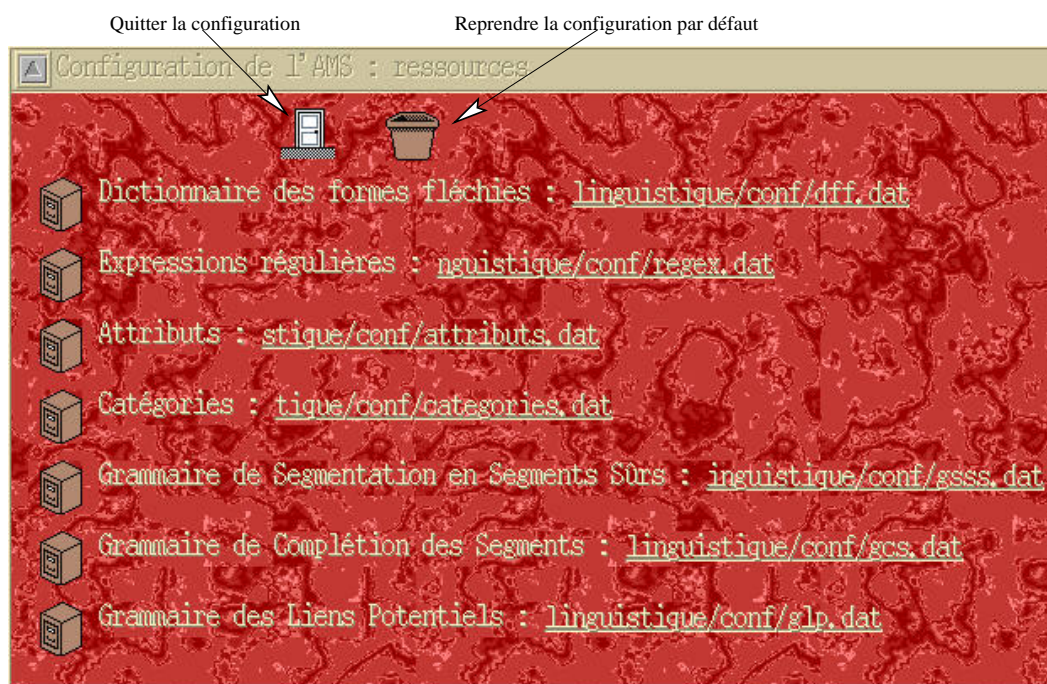 Quitter la configuration
Reprendre la configuration par défaut
Configuration de l'AMS : ressources
Dictionnaire des formes fléchies : linguistique/conf/dff.dat
Expressions régulières : nguistique/conf/regex.dat
Attributs : stique/conf/attributs.dat
Catégories : tique/conf/categories.dat
Grammaire de Segmentation en Segments Sûrs : inguistique/conf/gsss.dat
Grammaire de Complétion des Segments : linguistique/conf/gcs.dat
Grammaire des Liens Potentiels : linguistique/conf/glp.dat